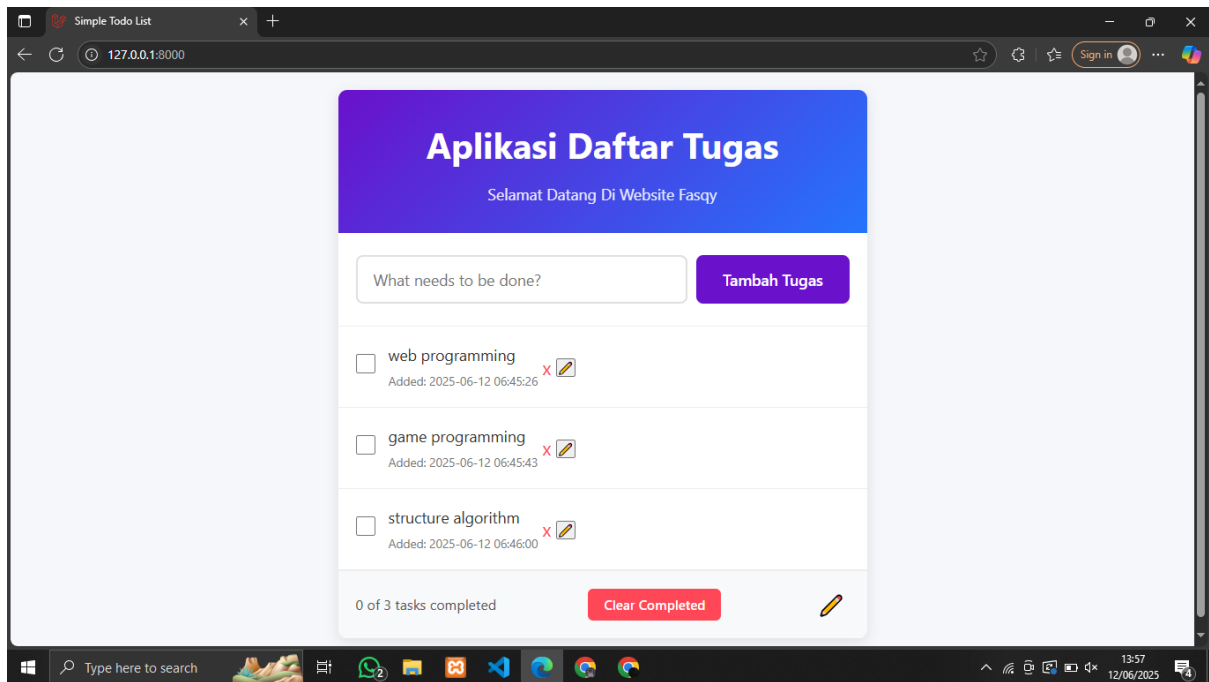 Simple Todo List
127.0.0.1:8000
Sign in
Aplikasi Daftar Tugas
Selamat Datang Di Website Fasqy
What needs to be done?
Tambah Tugas
web programming
Added: 2025-06-12 06:45:26
x
game programming
Added: 2025-06-12 06:45:43
x
structure algorithm
Added: 2025-06-12 06:46:00
x
0 of 3 tasks completed
Clear Completed
Type here to search
2
13:57
12/06/2025
4